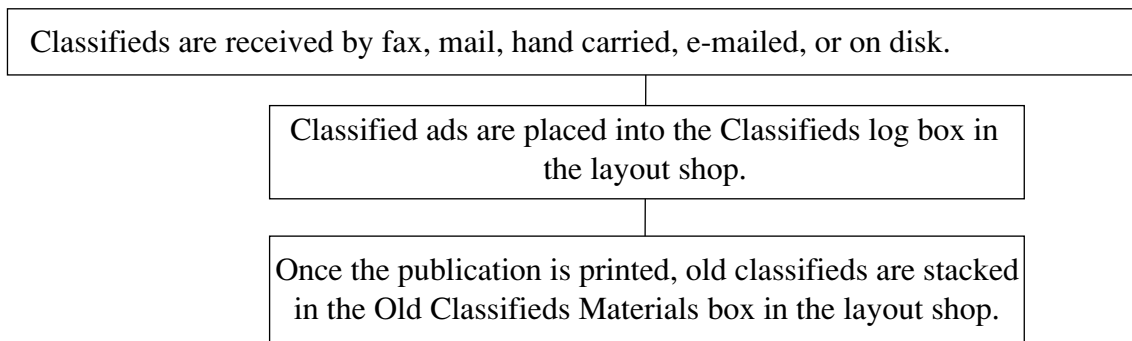 Classifieds are received by fax, mail, hand carried, e-mailed, or on disk.
Classified ads are placed into the Classifieds log box in
the layout shop.
Once the publication is printed, old classifieds are stacked
in the Old Classifieds Materials box in the layout shop.